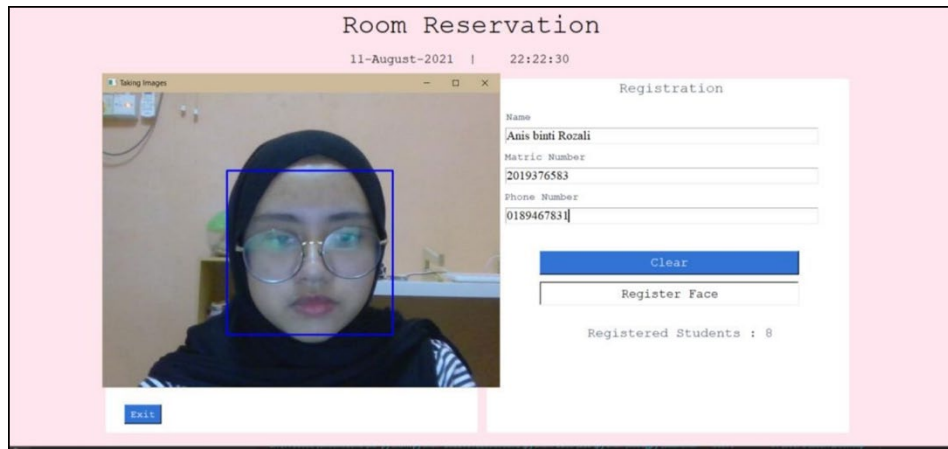 Room Reservation
11-August-2021 | 22:22:30
Taking Images
Registration
Name
Anis binti Rozali
Matric Number
2019376583
Phone Number
0189467831
Clear
Register Face
Registered Students : 8
Exit